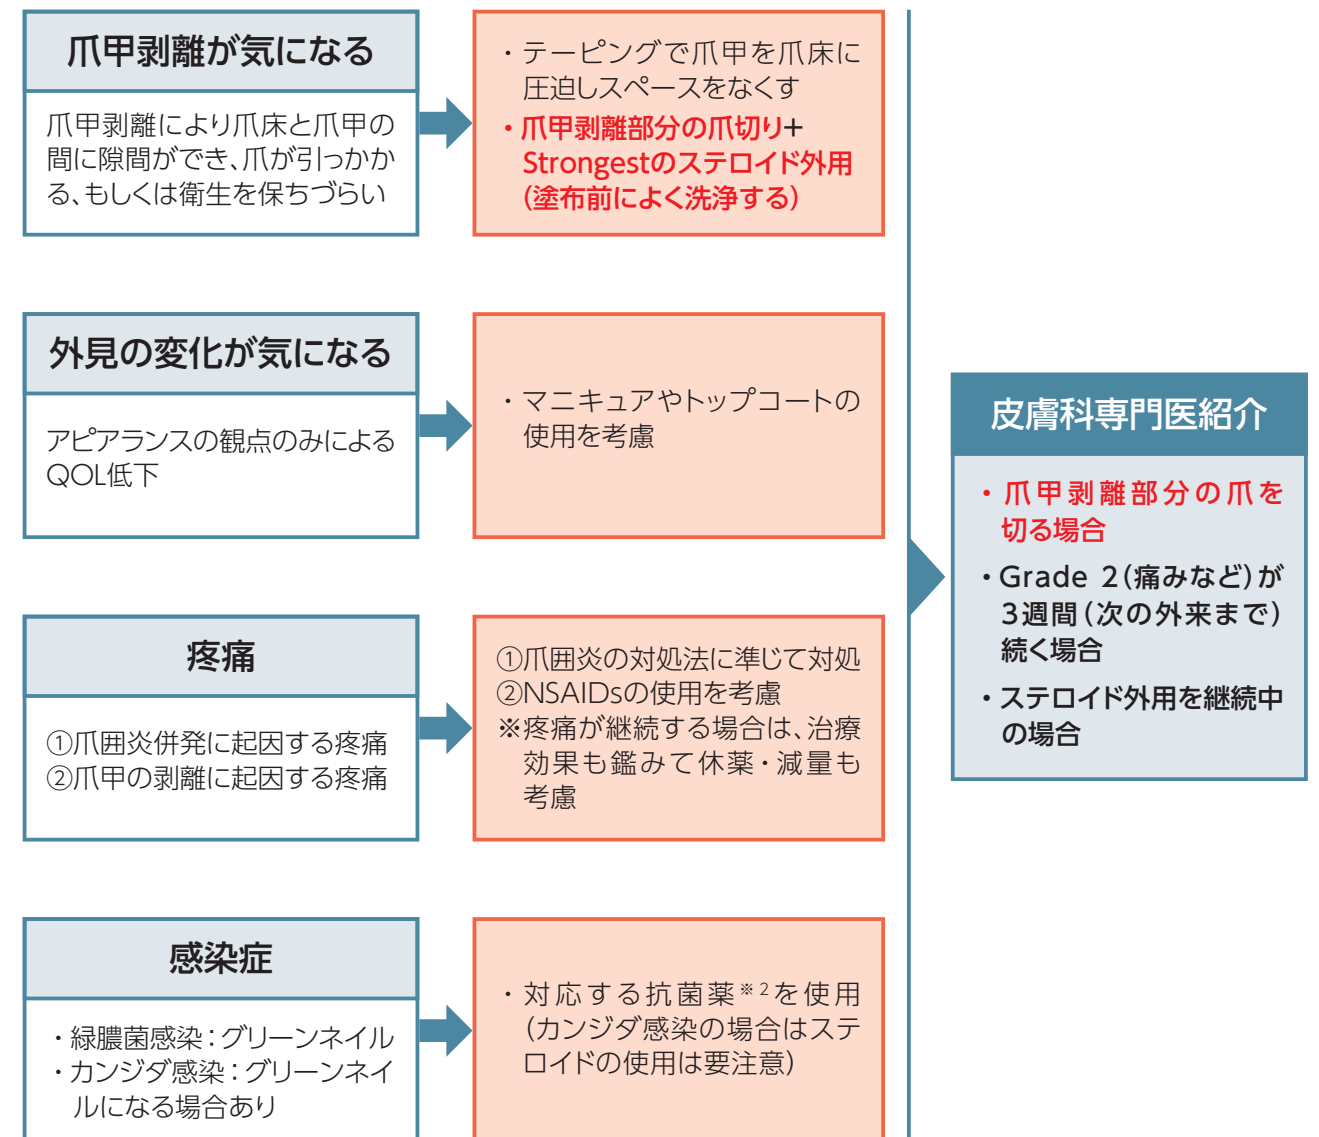 爪甲剥離が気になる
爪甲剥離により爪床と爪甲の
間に隙間ができ、爪が引っかか
る、もしくは衛生を保ちづらい
・テーピングで爪甲を爪床に
圧迫しスペースをなくす
・爪甲剥離部分の爪切り+
Strongestのステロイド外用
(塗布前によく洗浄する)
外見の変化が気になる
アピアランスの観点のみによる
QOL低下
・マニキュアやトップコートの
使用を考慮
疼痛
①爪囲炎併発に起因する疼痛
②爪甲の剥離に起因する疼痛
①爪囲炎の対処法に準じて対処
②NSAIDsの使用を考慮
※疼痛が継続する場合は、治療
効果も鑑みて休薬・減量も
考慮
感染症
・緑膿菌感染:グリーンネイル
・カンジダ感染:グリーンネイ
ルになる場合あり
・対応する抗菌薬※2を使用
(カンジダ感染の場合はステ
ロイドの使用は要注意)
皮膚科専門医紹介
・爪甲剥離部分の爪を
切る場合
・Grade 2(痛みなど)が
3週間(次の外来まで)
続く場合
・ステロイド外用を継続中
の場合